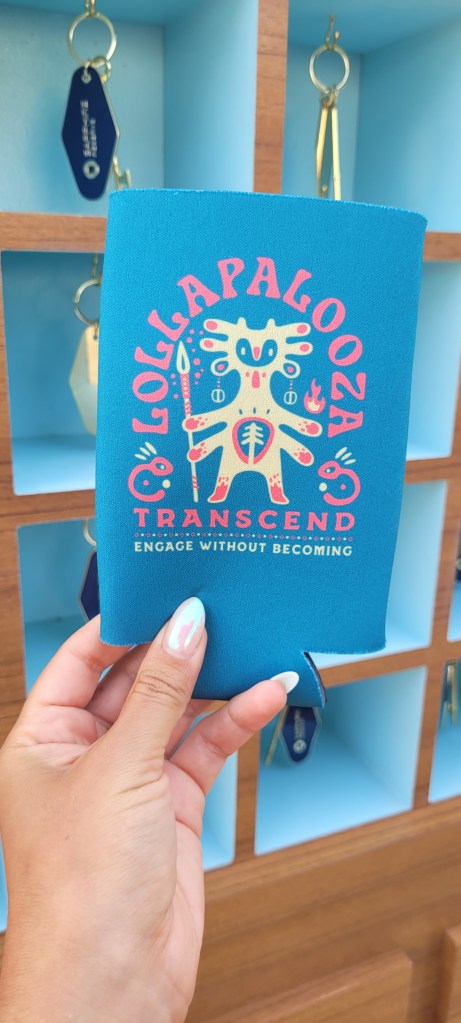 LOLLAPALOOZA
TRANSCEND
ENGAGE WITHOUT BECOMING